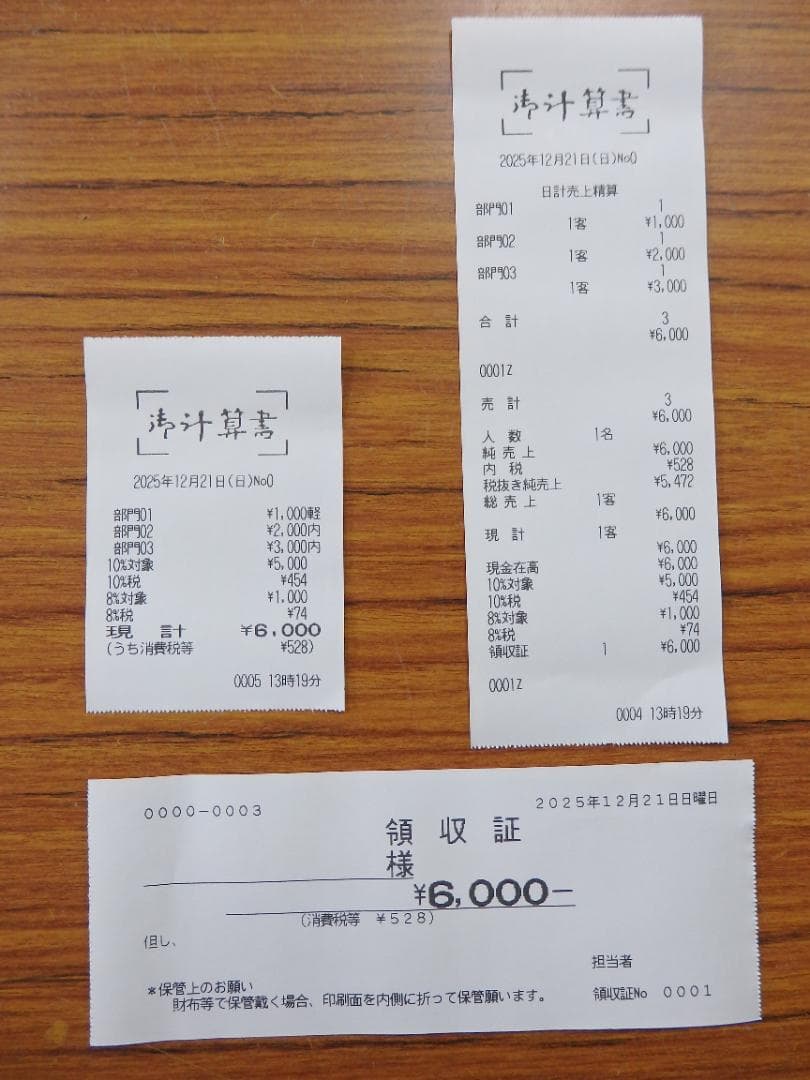 御計算書
2025年12月21日(日)No0
部門01 ¥1,000軽
部門02 ¥2,000内
部門03 ¥3,000内
10%対象 ¥5,000
10%税 ¥454
8%対象 ¥1,000
8%税 ¥74
現 計 ¥6,000
(うち消費税等 ¥528)
0005 13時19分
御計算書
2025年12月21日(日)No0
日計売上精算
部門01 1
1客 ¥1,000
部門02 1
1客 ¥2,000
部門03 1
1客 ¥3,000
合 計 3
¥6,000
0001Z
売 計 3
¥6,000
人 数 1名
純 売 上 ¥6,000
内 税 ¥528
税抜き純売上 ¥5,472
総 売 上 1客
¥6,000
現 計 1客
¥6,000
現金在高 ¥6,000
10%対象 ¥5,000
10%税 ¥454
8%対象 ¥1,000
8%税 ¥74
領収証 1 ¥6,000
0001Z
0004 13時19分
0000-0003
2025年12月21日日曜日
領 収 証
様
¥6,000-
(消費税等 ¥528)
但し、
担当者
*保管上のお願い
財布等で保管戴く場合、印刷面を内側に折って保管願います。
領収証No 0001